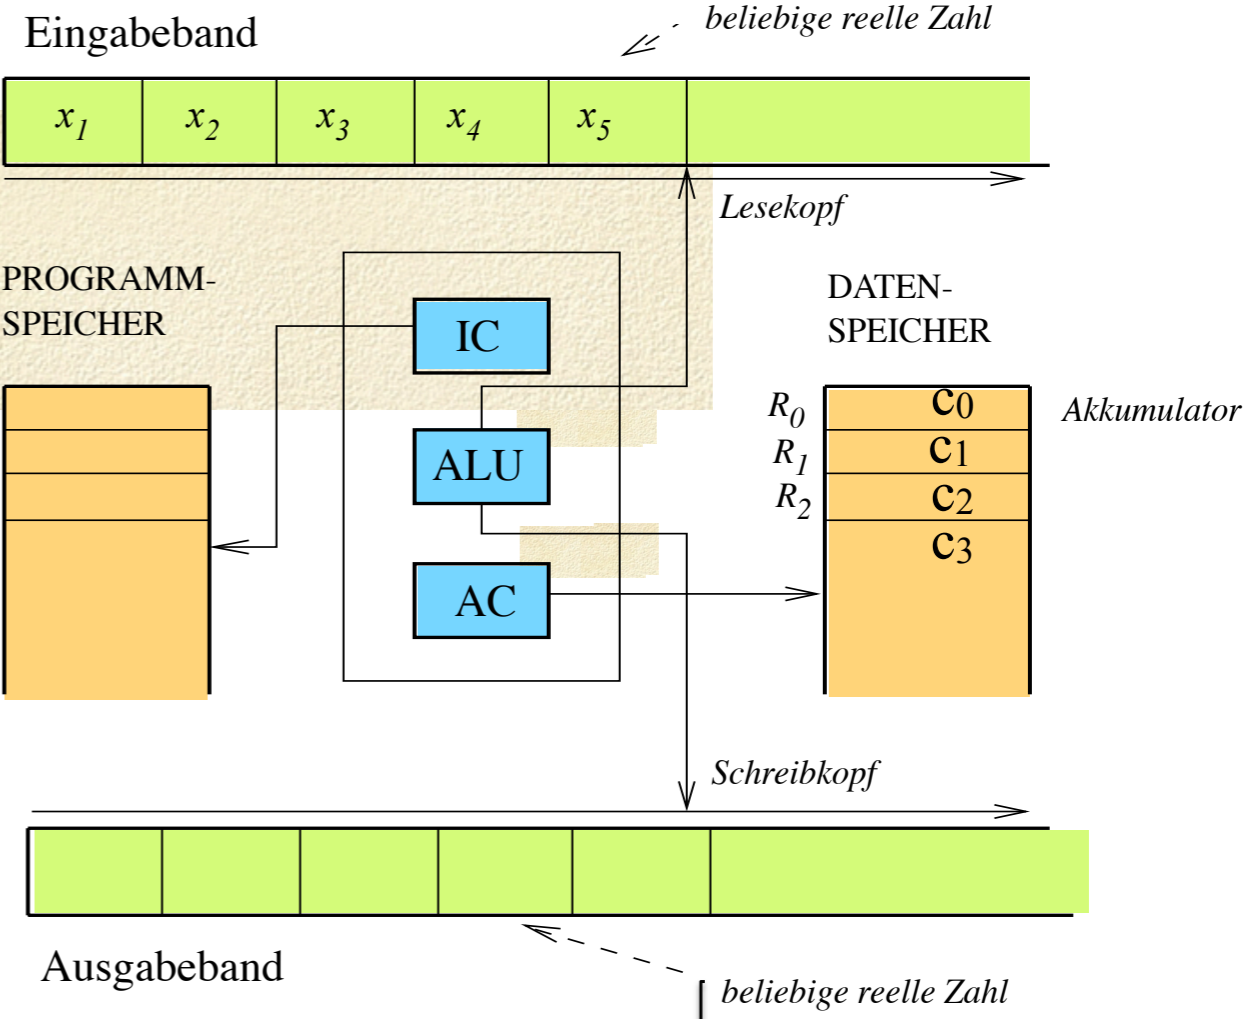 beliebige reelle Zahl
Eingabeband
x1 x2 x3 x4 x5
Lesekopf
PROGRAMM-
SPEICHER
DATEN-
SPEICHER
IC
R0 c0 Akkumulator
ALU
R1 c1
R2 c2
c3
AC
Schreibkopf
Ausgabeband
beliebige reelle Zahl